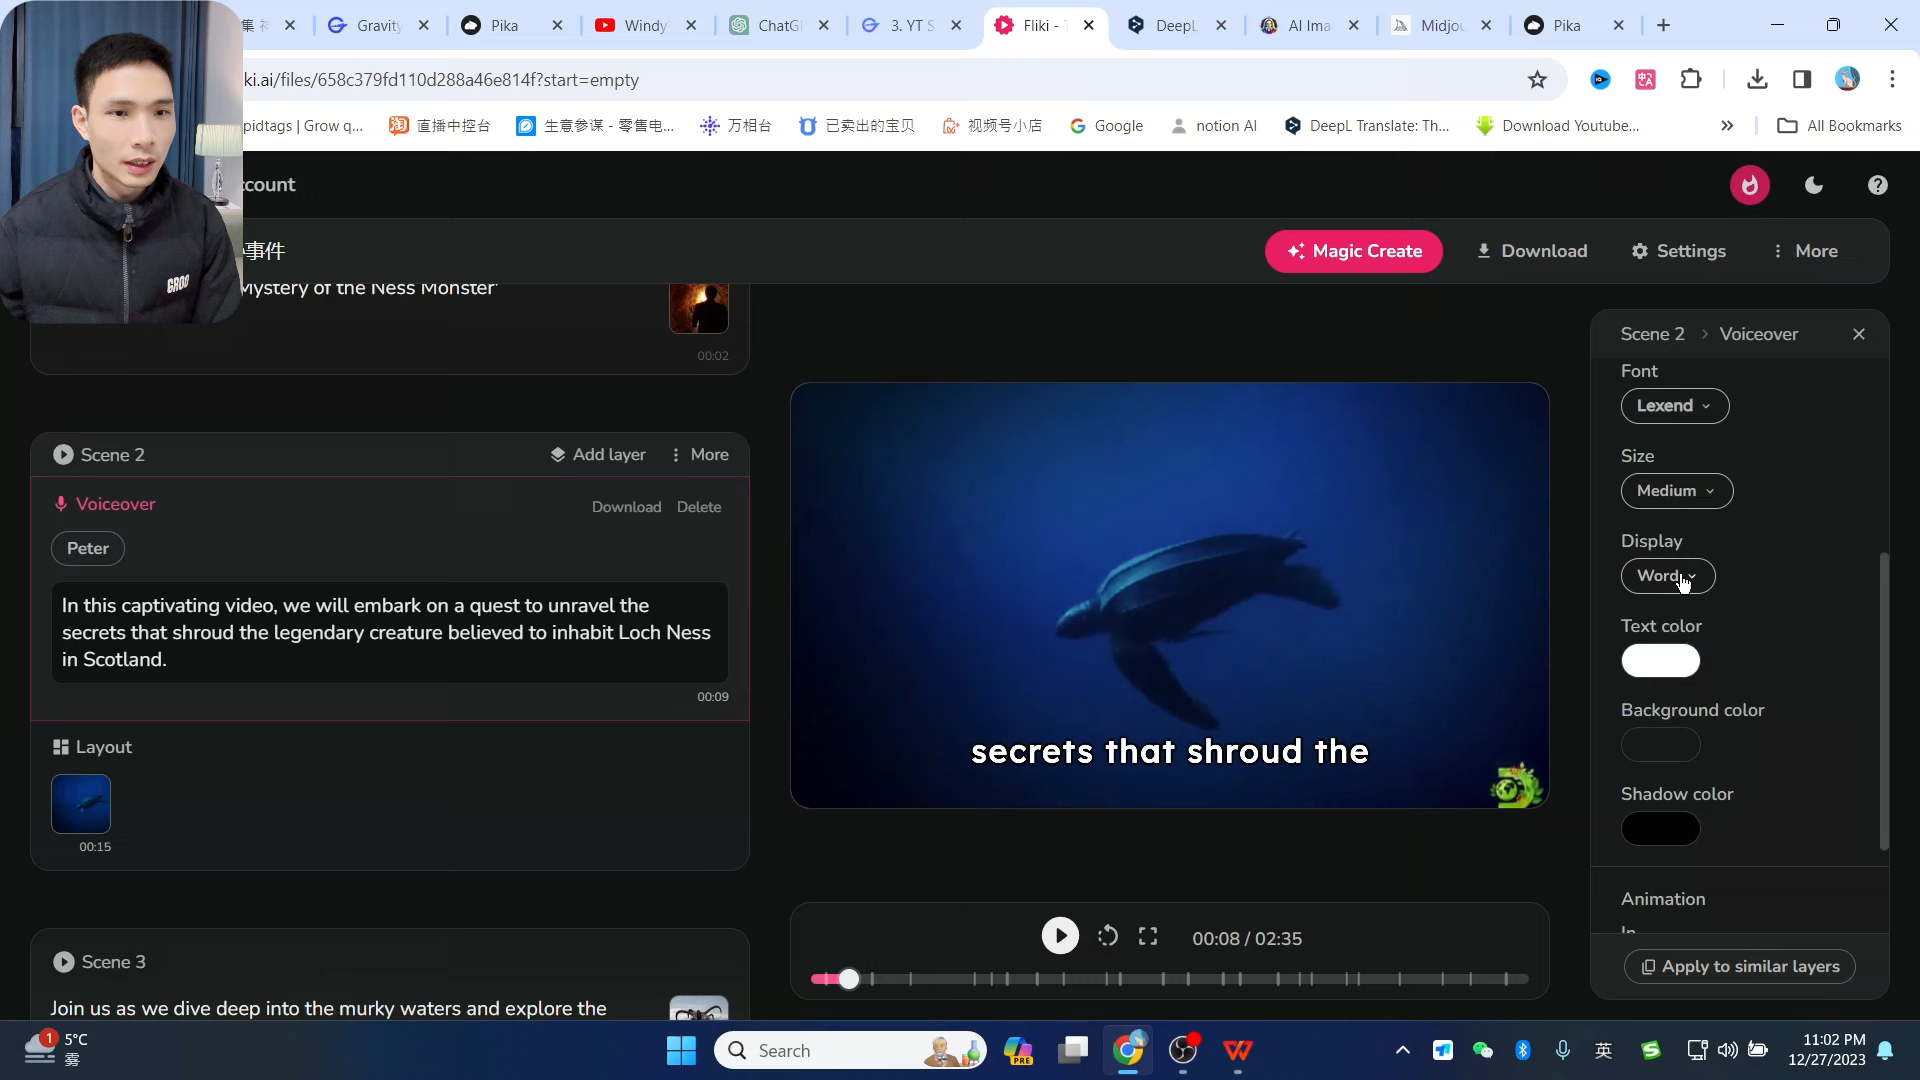 集 神
Gravity
Pika
Windy
ChatG
3. YT S
Fliki -
DeepL
AI Ima
Midjou
Pika
ki.ai/files/658c379fd110d288a46e814f?start=empty
pidtags | Grow q...
直播中控台
生意参谋 - 零售电...
万相台
已卖出的宝贝
视频号小店
Google
notion AI
DeepL Translate: Th...
Download Youtube...
All Bookmarks
ccount
事件
Magic Create
Download
Settings
More
Mystery of the Ness Monster'
00:02
Scene 2
Add layer
More
Voiceover
Download
Delete
Peter
In this captivating video, we will embark on a quest to unravel the
secrets that shroud the legendary creature believed to inhabit Loch Ness
in Scotland.
00:09
Layout
00:15
Scene 3
Join us as we dive deep into the murky waters and explore the
GROO
secrets that shroud the
00:08 / 02:35
Scene 2 > Voiceover
Font
Lexend
Size
Medium
Display
Word
Text color
Background color
Shadow color
Animation
In
Apply to similar layers
1
5°C
雾
Search
PRE
英
11:02 PM
12/27/2023